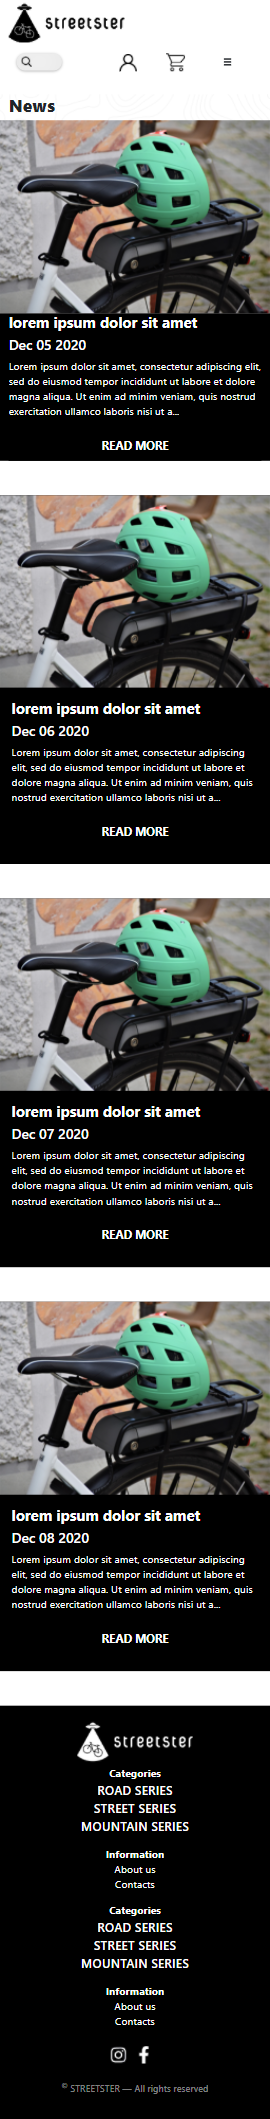 streetster
News
lorem ipsum dolor sit amet
Dec 05 2020
Lorem ipsum dolor sit amet, consectetur adipiscing elit,
sed do eiusmod tempor incididunt ut labore et dolore
magna aliqua. Ut enim ad minim veniam, quis nostrud
exercitation ullamco laboris nisi ut a...
READ MORE
lorem ipsum dolor sit amet
Dec 06 2020
Lorem ipsum dolor sit amet, consectetur adipiscing
elit, sed do eiusmod tempor incididunt ut labore et
dolore magna aliqua. Ut enim ad minim veniam, quis
nostrud exercitation ullamco laboris nisi ut a...
READ MORE
lorem ipsum dolor sit amet
Dec 07 2020
Lorem ipsum dolor sit amet, consectetur adipiscing
elit, sed do eiusmod tempor incididunt ut labore et
dolore magna aliqua. Ut enim ad minim veniam, quis
nostrud exercitation ullamco laboris nisi ut a...
READ MORE
lorem ipsum dolor sit amet
Dec 08 2020
Lorem ipsum dolor sit amet, consectetur adipiscing
elit, sed do eiusmod tempor incididunt ut labore et
dolore magna aliqua. Ut enim ad minim veniam, quis
nostrud exercitation ullamco laboris nisi ut a...
READ MORE
streetster
Categories
ROAD SERIES
STREET SERIES
MOUNTAIN SERIES
Information
About us
Contacts
Categories
ROAD SERIES
STREET SERIES
MOUNTAIN SERIES
Information
About us
Contacts
© STREETSTER — All rights reserved